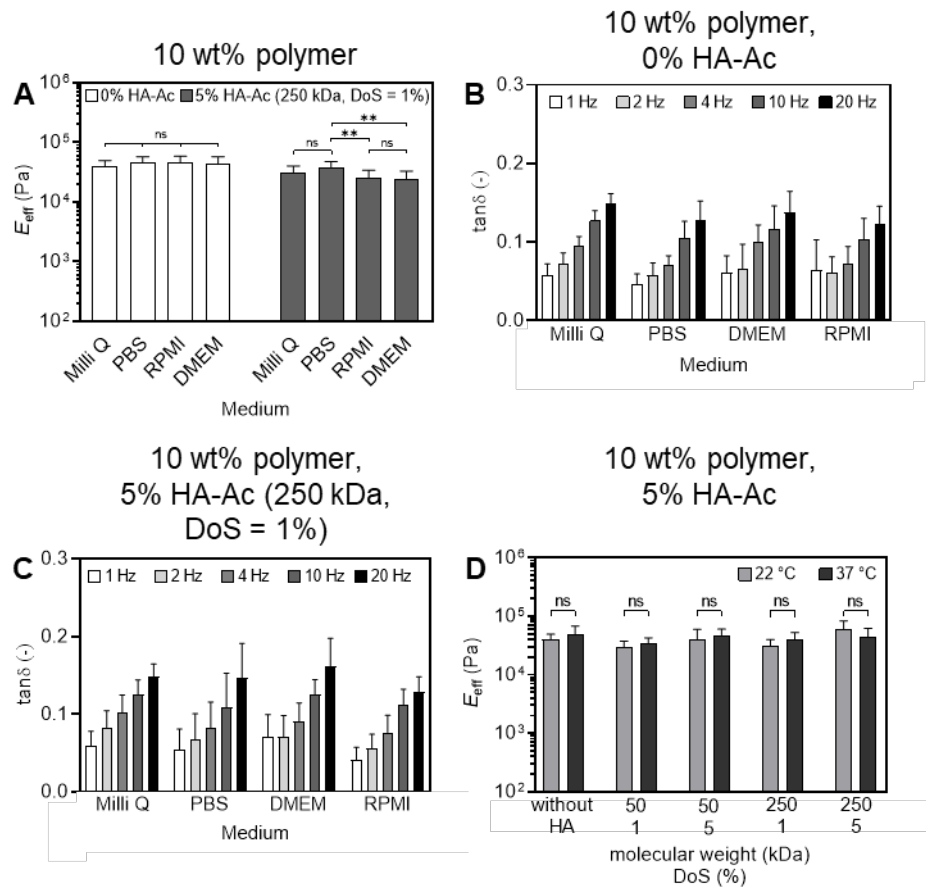 10 wt% polymer
A
10⁶
10⁵
10⁴
10³
10²
E_eff (Pa)
0% HA-Ac 5% HA-Ac (250 kDa, DoS = 1%)
ns
ns
**
**
ns
Milli Q PBS RPMI DMEM Milli Q PBS RPMI DMEM
Medium
10 wt% polymer,
0% HA-Ac
B
0.3
0.2
0.1
0.0
tanδ (-)
1 Hz 2 Hz 4 Hz 10 Hz 20 Hz
Milli Q PBS DMEM RPMI
Medium
10 wt% polymer,
5% HA-Ac (250 kDa,
DoS = 1%)
C
0.3
0.2
0.1
0.0
tanδ (-)
1 Hz 2 Hz 4 Hz 10 Hz 20 Hz
Milli Q PBS DMEM RPMI
Medium
10 wt% polymer,
5% HA-Ac
D
10⁶
10⁵
10⁴
10³
10²
E_eff (Pa)
22 °C 37 °C
ns ns ns ns ns
without 50 50 250 250
HA 1 5 1 5
molecular weight (kDa)
DoS (%)